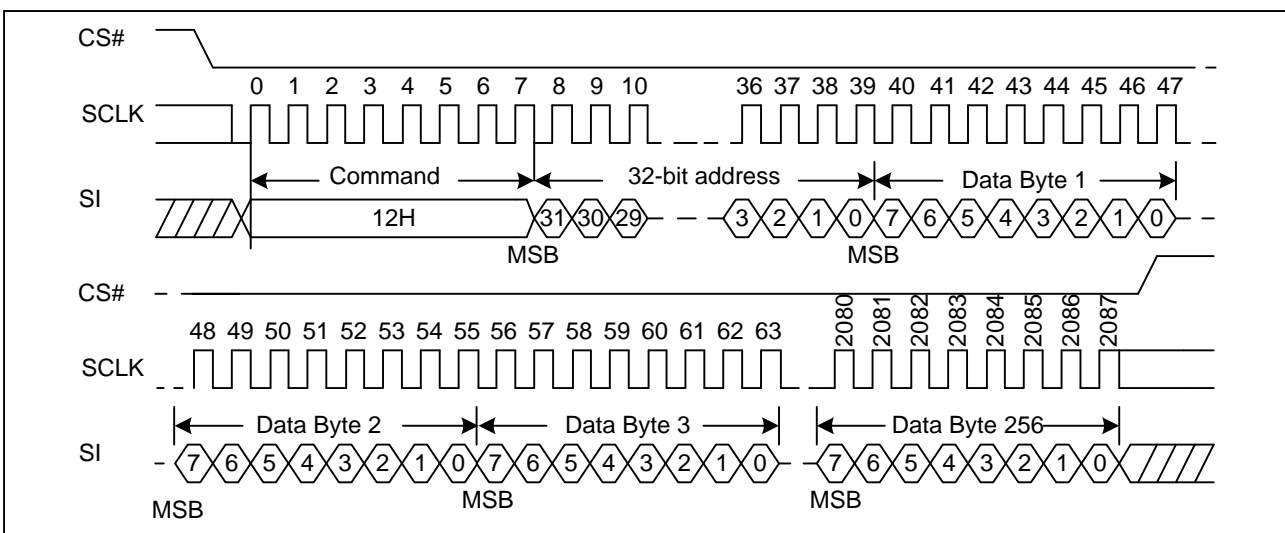 CS#
0 1 2 3 4 5 6 7 8 9 10 36 37 38 39 40 41 42 43 44 45 46 47
SCLK
Command 32-bit address Data Byte 1
SI
12H 31 30 29 3 2 1 0 7 6 5 4 3 2 1 0
MSB MSB
CS#
48 49 50 51 52 53 54 55 56 57 58 59 60 61 62 63 2080 2081 2082 2083 2084 2085 2086 2087
SCLK
Data Byte 2 Data Byte 3 Data Byte 256
SI
7 6 5 4 3 2 1 0 7 6 5 4 3 2 1 0 7 6 5 4 3 2 1 0
MSB MSB MSB